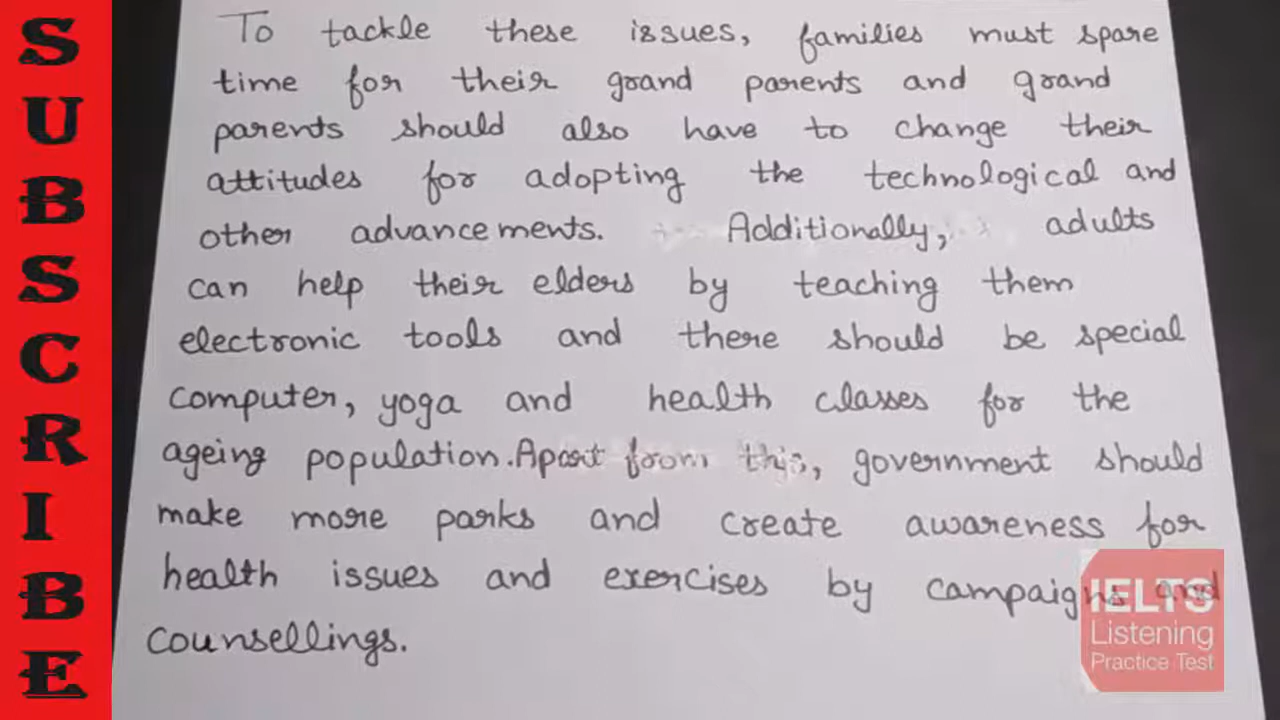 SUBSCRIBE
To tackle these issues, families must spare
time for their grand parents and grand
parents should also have to change their
attitudes for adopting the technological and
other advancements. Additionally, adults
can help their elders by teaching them
electronic tools and there should be special
computer, yoga and health classes for the
ageing population. Apart from this, government should
make more parks and create awareness for
health issues and exercises by campaigns and
counsellings.
IELTS
Listening
Practice Test